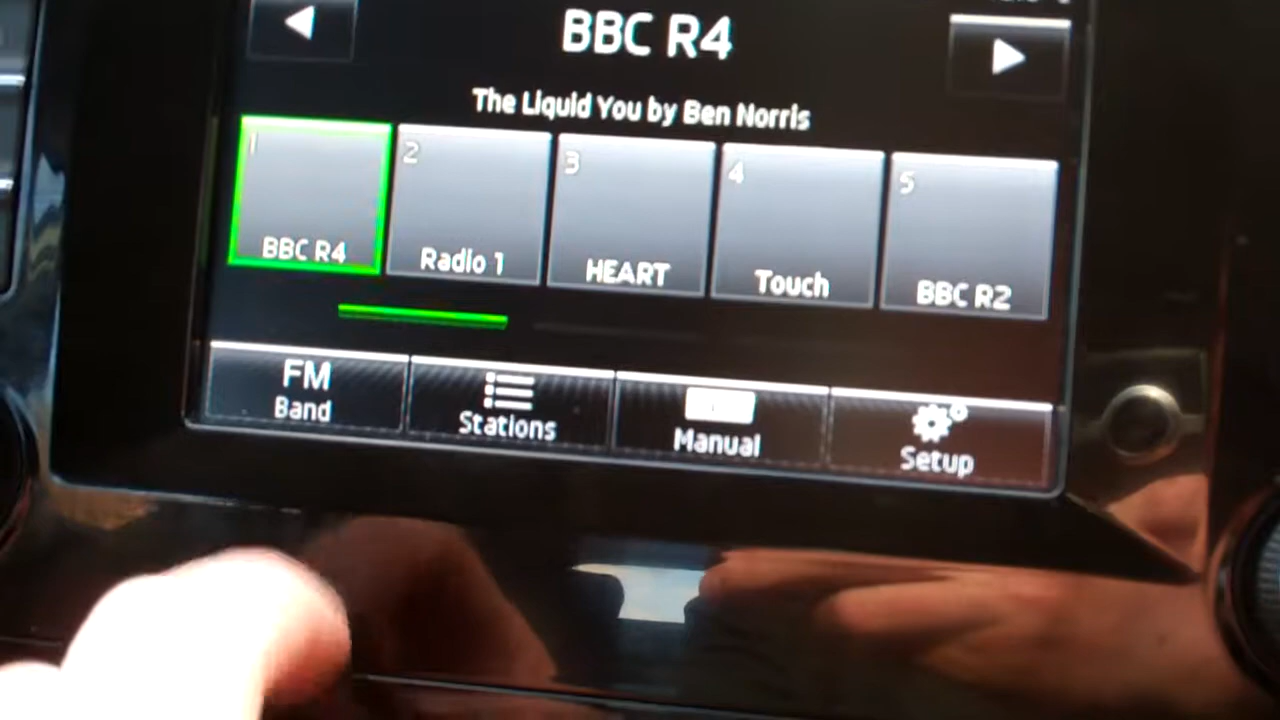 BBC R4
The Liquid You by Ben Norris
1
BBC R4
2
Radio 1
3
HEART
4
Touch
5
BBC R2
FM
Band
Stations
Manual
Setup